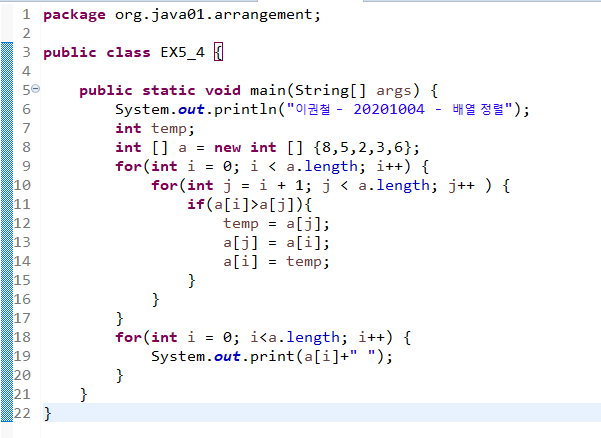 1 package org.java01.arrangement;
2
3 public class EX5_4 {
4
5 public static void main(String[] args) {
6 System.out.println("이권철 - 20201004 - 배열 정렬");
7 int temp;
8 int [] a = new int [] {8,5,2,3,6};
9 for(int i = 0; i < a.length; i++) {
10 for(int j = i + 1; j < a.length; j++ ) {
11 if(a[i]>a[j]){
12 temp = a[j];
13 a[j] = a[i];
14 a[i] = temp;
15 }
16 }
17 }
18 for(int i = 0; i<a.length; i++) {
19 System.out.print(a[i]+" ");
20 }
21 }
22 }